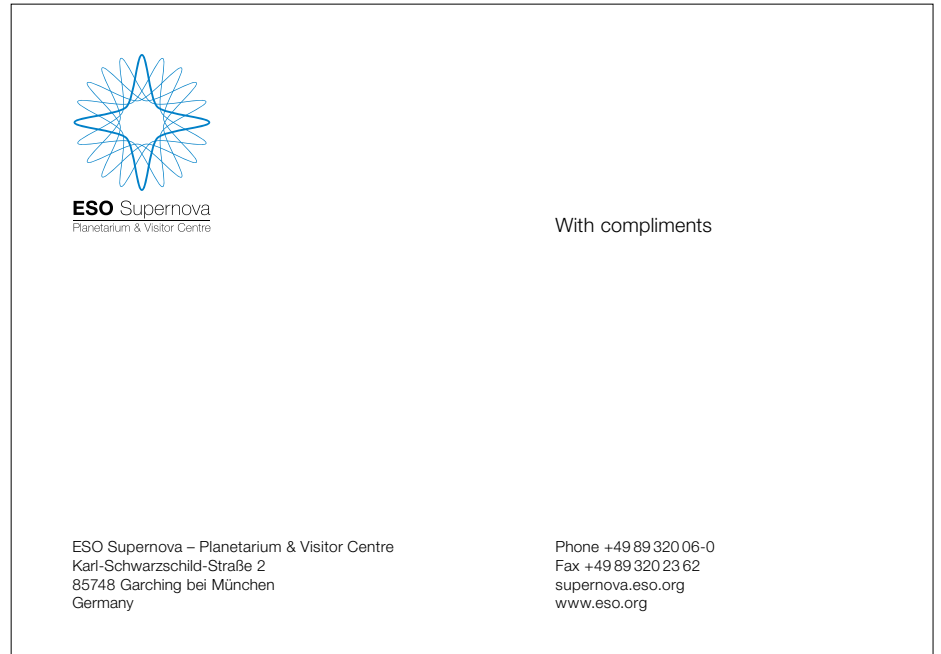 ESO Supernova
Planetarium & Visitor Centre
With compliments
ESO Supernova – Planetarium & Visitor Centre
Karl-Schwarzschild-Straße 2
85748 Garching bei München
Germany
Phone +49 89 320 06-0
Fax +49 89 320 23 62
supernova.eso.org
www.eso.org